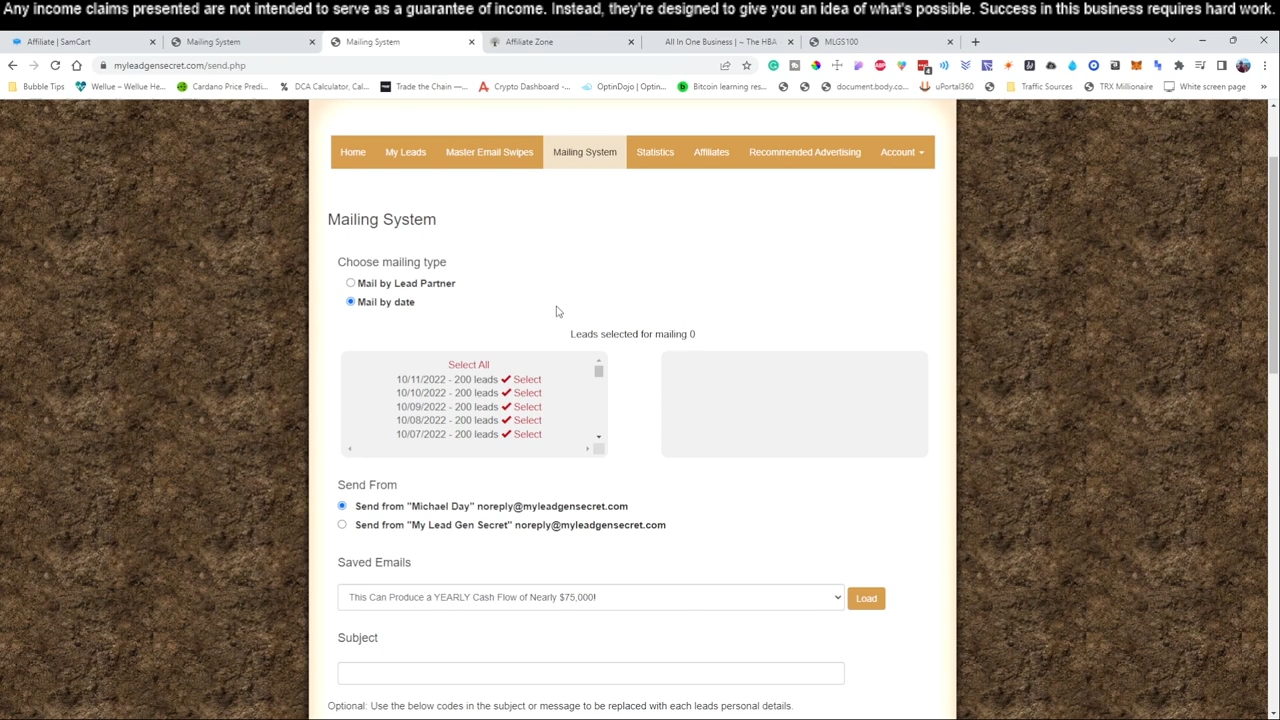 Any income claims presented are not intended to serve as a guarantee of income. Instead, they're designed to give you an idea of what's possible. Success in this business requires hard work.
Affiliate | SamCart
Mailing System
Mailing System
Affiliate Zone
All In One Business | ~ The HBA
MLGS100
myleadgensecret.com/send.php
4
Bubble Tips
Wellue – Wellue He...
Cardano Price Predi...
DCA Calculator, Cal...
Trade the Chain —...
Crypto Dashboard -...
OptinDojo | Optin...
Bitcoin learning res...
document.body.co...
uPortal360
Traffic Sources
TRX Millionaire
White screen page
»
Home
My Leads
Master Email Swipes
Mailing System
Statistics
Affiliates
Recommended Advertising
Account
Mailing System
Choose mailing type
Mail by Lead Partner
Mail by date
Leads selected for mailing 0
Select All
10/11/2022 - 200 leads ✔ Select
10/10/2022 - 200 leads ✔ Select
10/09/2022 - 200 leads ✔ Select
10/08/2022 - 200 leads ✔ Select
10/07/2022 - 200 leads ✔ Select
Send From
Send from "Michael Day" noreply@myleadgensecret.com
Send from "My Lead Gen Secret" noreply@myleadgensecret.com
Saved Emails
This Can Produce a YEARLY Cash Flow of Nearly $75,000!
Load
Subject
Optional: Use the below codes in the subject or message to be replaced with each leads personal details.